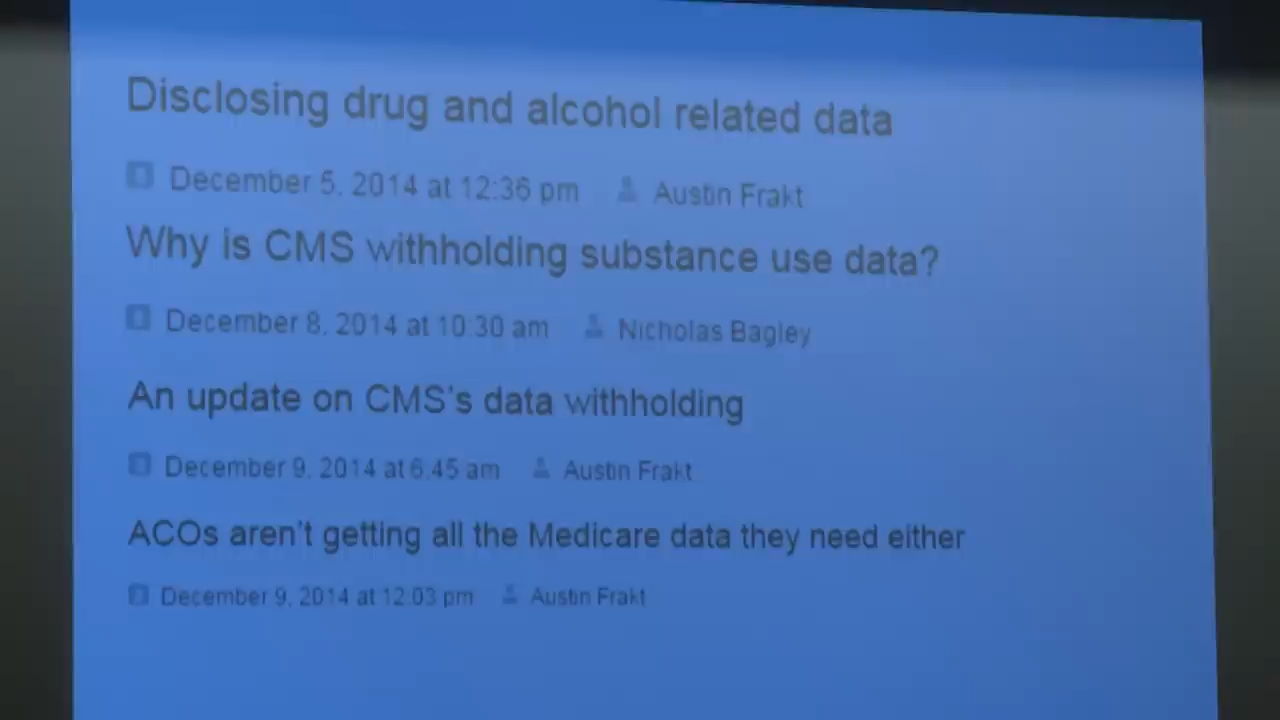 Disclosing drug and alcohol related data
December 5, 2014 at 12:36 pm Austin Frakt
Why is CMS withholding substance use data?
December 8, 2014 at 10:30 am Nicholas Bagley
An update on CMS's data withholding
December 9, 2014 at 6:45 am Austin Frakt
ACOs aren't getting all the Medicare data they need either
December 9, 2014 at 12:03 pm Austin Frakt